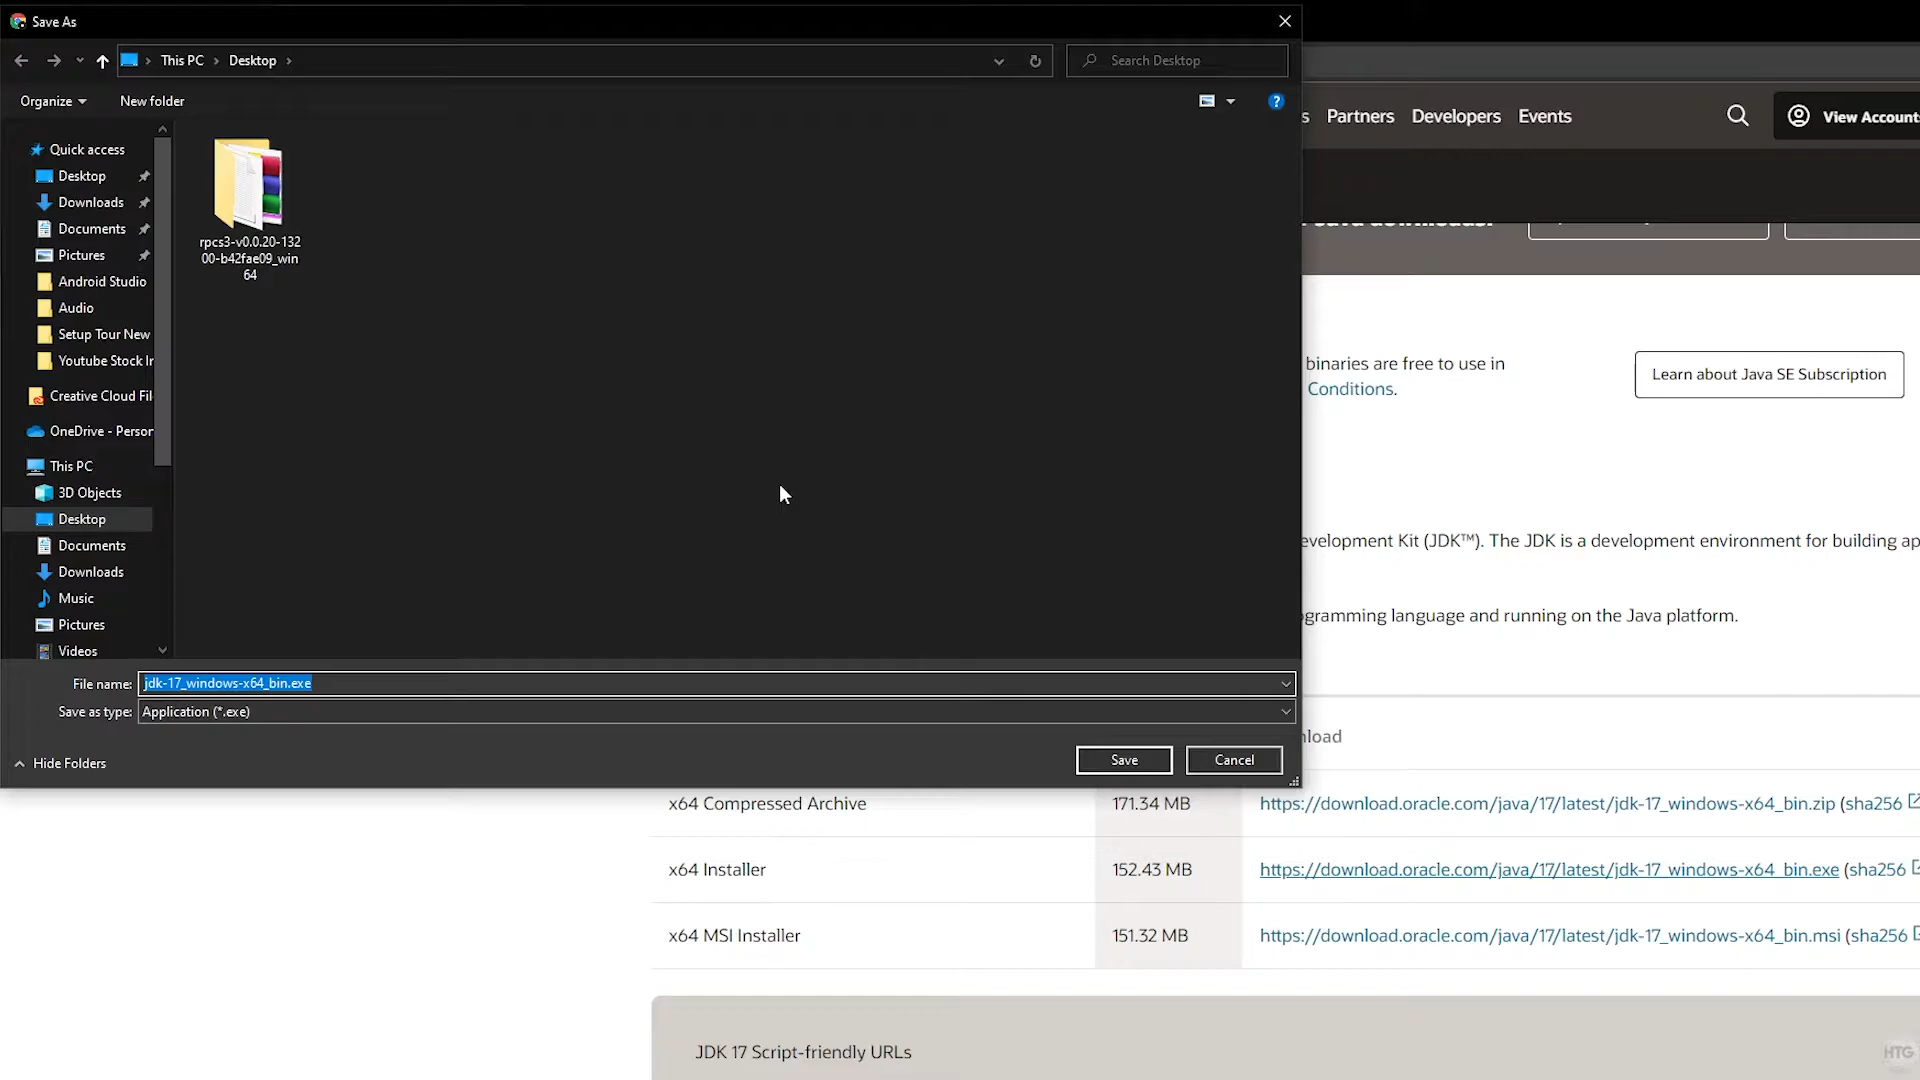 Save As
This PC
Desktop
Search Desktop
Organize
New folder
Quick access
Desktop
Downloads
Documents
Pictures
Android Studio
Audio
Setup Tour New
Youtube Stock
Creative Cloud Fil
OneDrive - Person
This PC
3D Objects
Desktop
Documents
Downloads
Music
Pictures
Videos
rpcs3-v0.0.20-132
00-b42fae09_win
64
File name: jdk-17_windows-x64_bin.exe
Save as type: Application (*.exe)
Hide Folders
Save
Cancel
s Partners Developers Events
View Accounts
Java downloads.
binaries are free to use in
Conditions.
Learn about Java SE Subscription
evelopment Kit (JDK™). The JDK is a development environment for building ap
ogramming language and running on the Java platform.
nload
x64 Compressed Archive 171.34 MB https://download.oracle.com/java/17/latest/jdk-17_windows-x64_bin.zip (sha256
x64 Installer 152.43 MB https://download.oracle.com/java/17/latest/jdk-17_windows-x64_bin.exe (sha256
x64 MSI Installer 151.32 MB https://download.oracle.com/java/17/latest/jdk-17_windows-x64_bin.msi (sha256
JDK 17 Script-friendly URLs
HTG